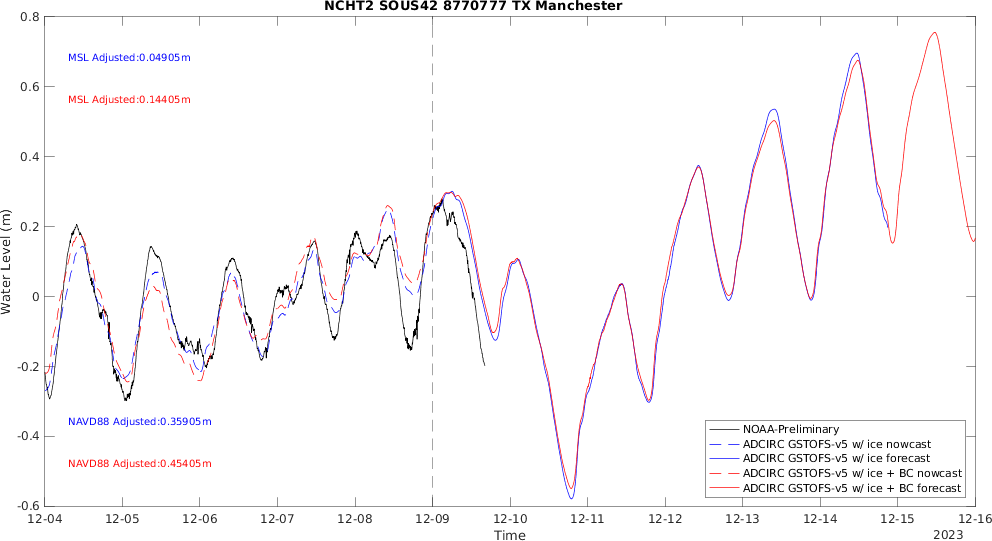 NCHT2 SOUS42 8770777 TX Manchester
0.8
MSL Adjusted:0.04905m
0.6
MSL Adjusted:0.14405m
0.4
0.2
Water Level (m)
0
-0.2
NAVD88 Adjusted:0.35905m
-0.4
NAVD88 Adjusted:0.45405m
-0.6
NOAA-Preliminary
ADCIRC GSTOFS-v5 w/ ice nowcast
ADCIRC GSTOFS-v5 w/ ice forecast
ADCIRC GSTOFS-v5 w/ ice + BC nowcast
ADCIRC GSTOFS-v5 w/ ice + BC forecast
12-04 12-05 12-06 12-07 12-08 12-09 12-10 12-11 12-12 12-13 12-14 12-15 12-16
Time
2023